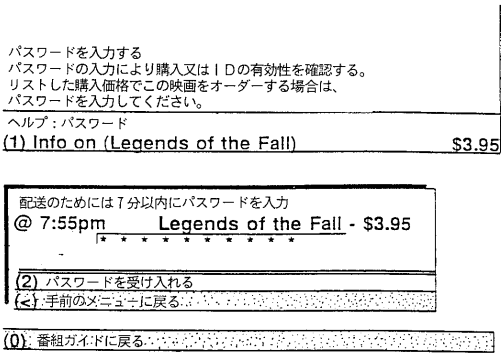 パスワードを入力する
パスワードの入力により購入又はIDの有効性を確認する。
リストした購入価格でこの映画をオーダーする場合は、
パスワードを入力してください。
ヘルプ:パスワード
(1) Info on (Legends of the Fall) $3.95
配送のためには7分以内にパスワードを入力
@ 7:55pm Legends of the Fall - $3.95
* * * * * * * * * *
(2) パスワードを受け入れる
(<) 手前のメニューに戻る
(0) 番組ガイドに戻る